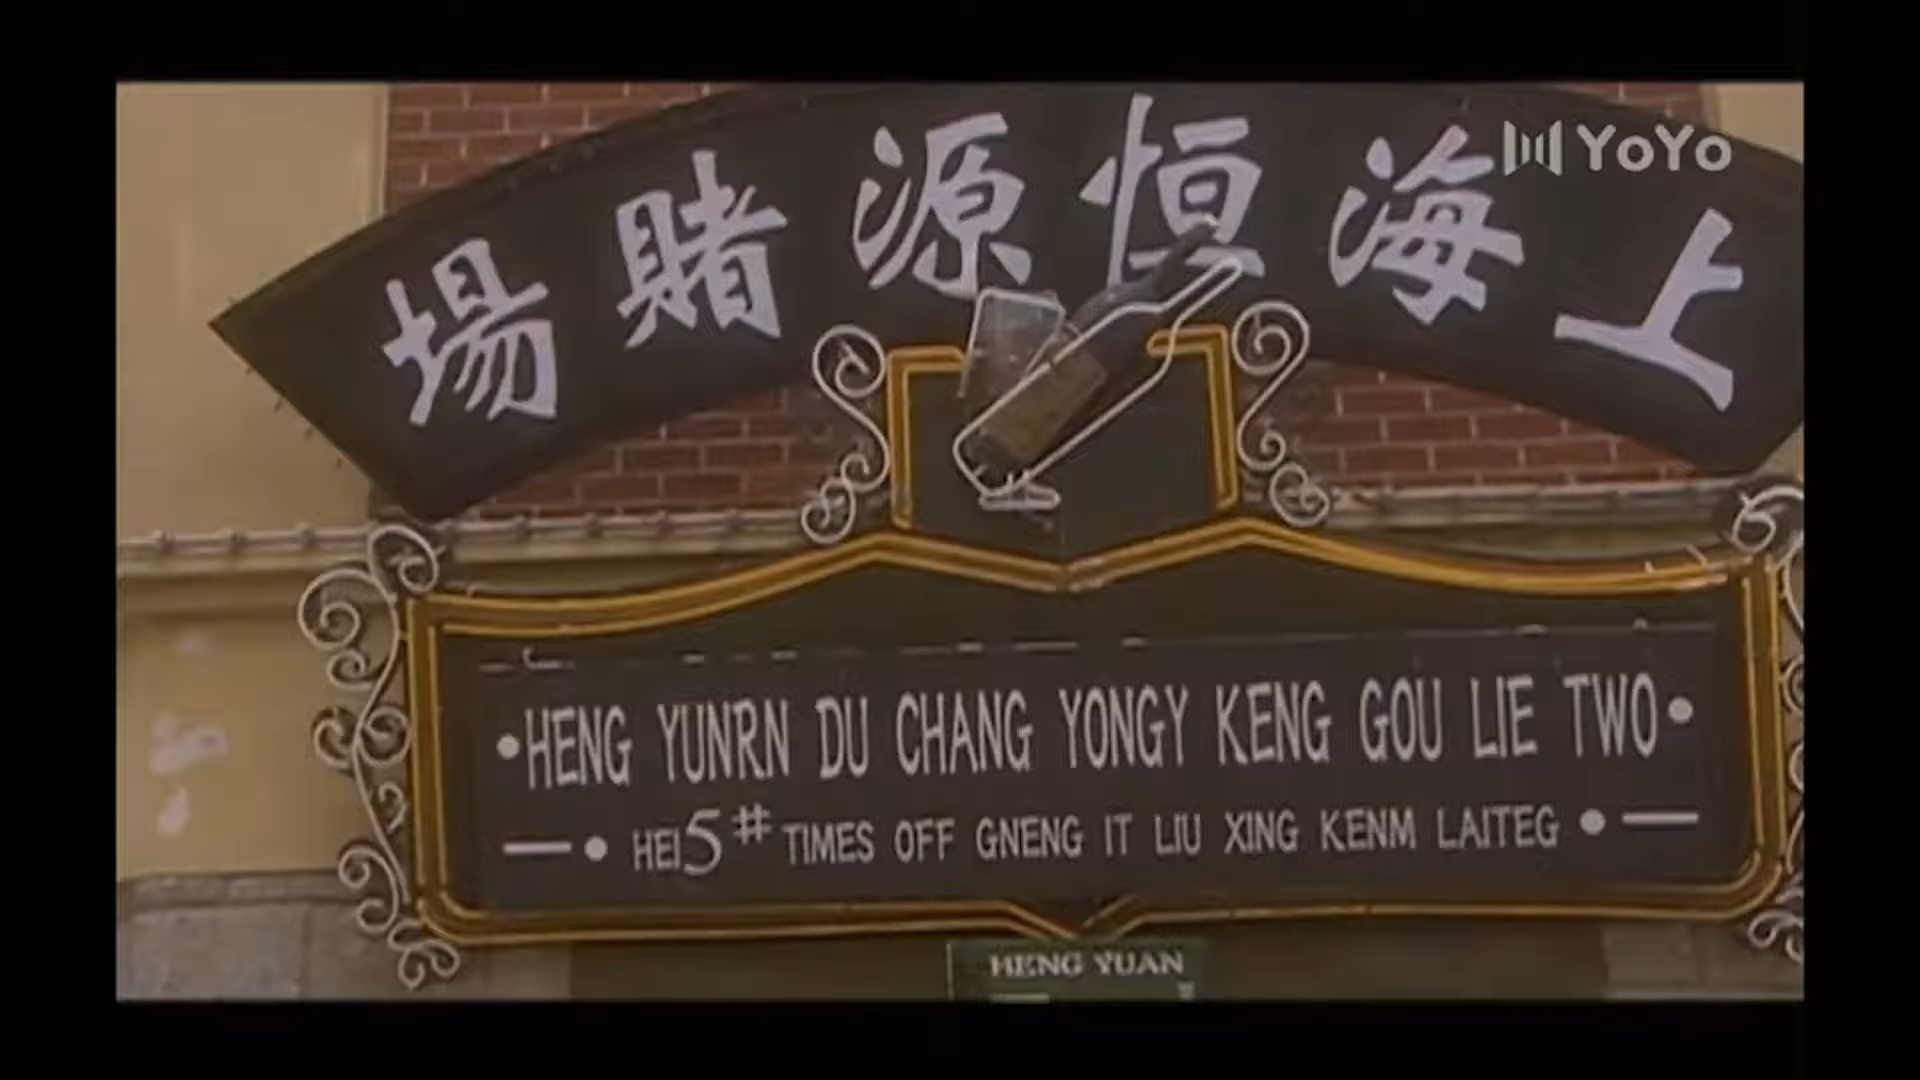 YoYo
上海恒源賭場
•HENG YUNRN DU CHANG YONGY KENG GOU LIE TWO•
—• HEI5# TIMES OFF GNENG IT LIU XING KENM LAITEG •—
HENG YUAN